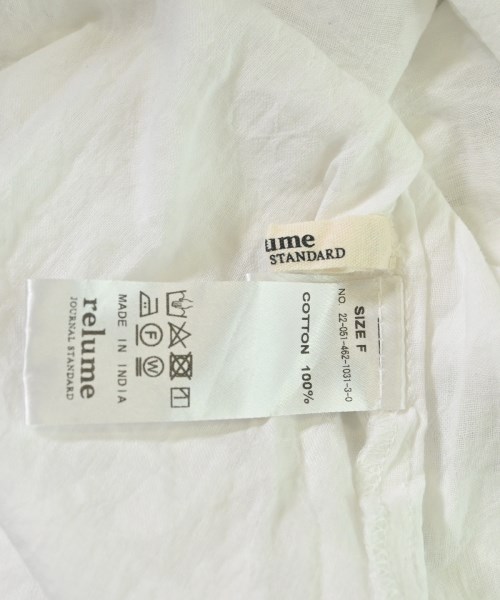 ume
STANDARD
SIZE F
NO. 22-051-462-1031-3-0
COTTON 100%
F W
MADE IN INDIA
relume
JOURNAL STANDARD